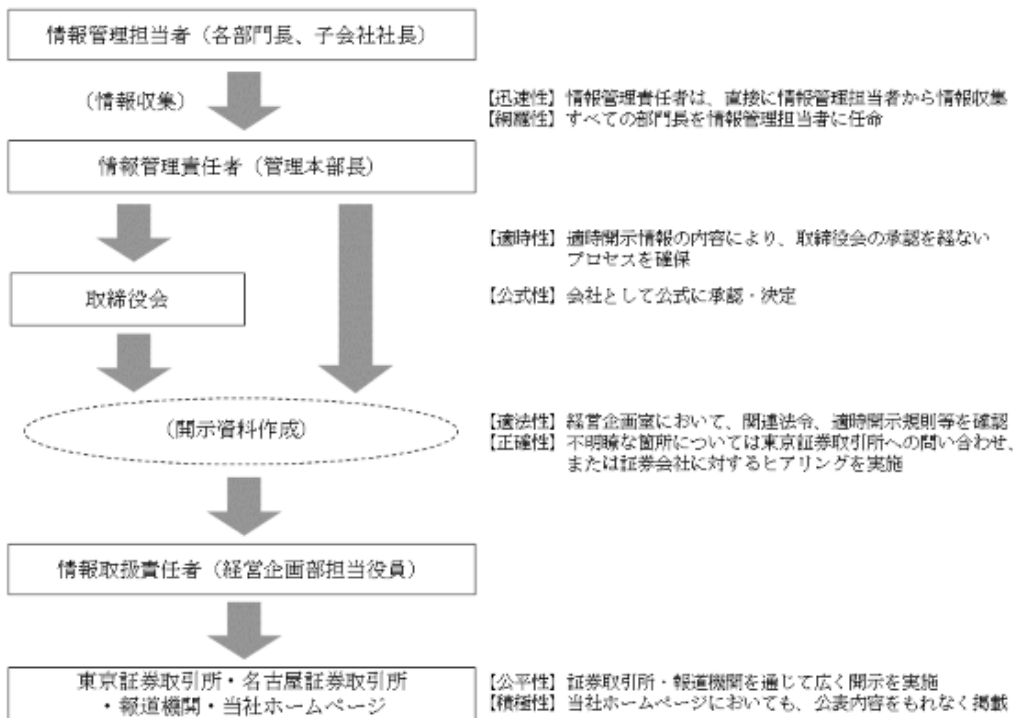 情報管理担当者（各部門長、子会社社長）
（情報収集）
【迅速性】情報管理責任者は、直接に情報管理担当者から情報収集
【網羅性】すべての部門長を情報管理担当者に任命
情報管理責任者（管理本部長）
【適時性】適時開示情報の内容により、取締役会の承認を経ない
プロセスを確保
取締役会
【公式性】会社として公式に承認・決定
（開示資料作成）
【適法性】経営企画室において、関連法令、適時開示規則等を確認
【正確性】不明瞭な箇所については東京証券取引所への問い合わせ、
または証券会社に対するヒアリングを実施
情報取扱責任者（経営企画部担当役員）
東京証券取引所・名古屋証券取引所
・報道機関・当社ホームページ
【公平性】証券取引所・報道機関を通じて広く開示を実施
【積極性】当社ホームページにおいても、公表内容をもれなく掲載